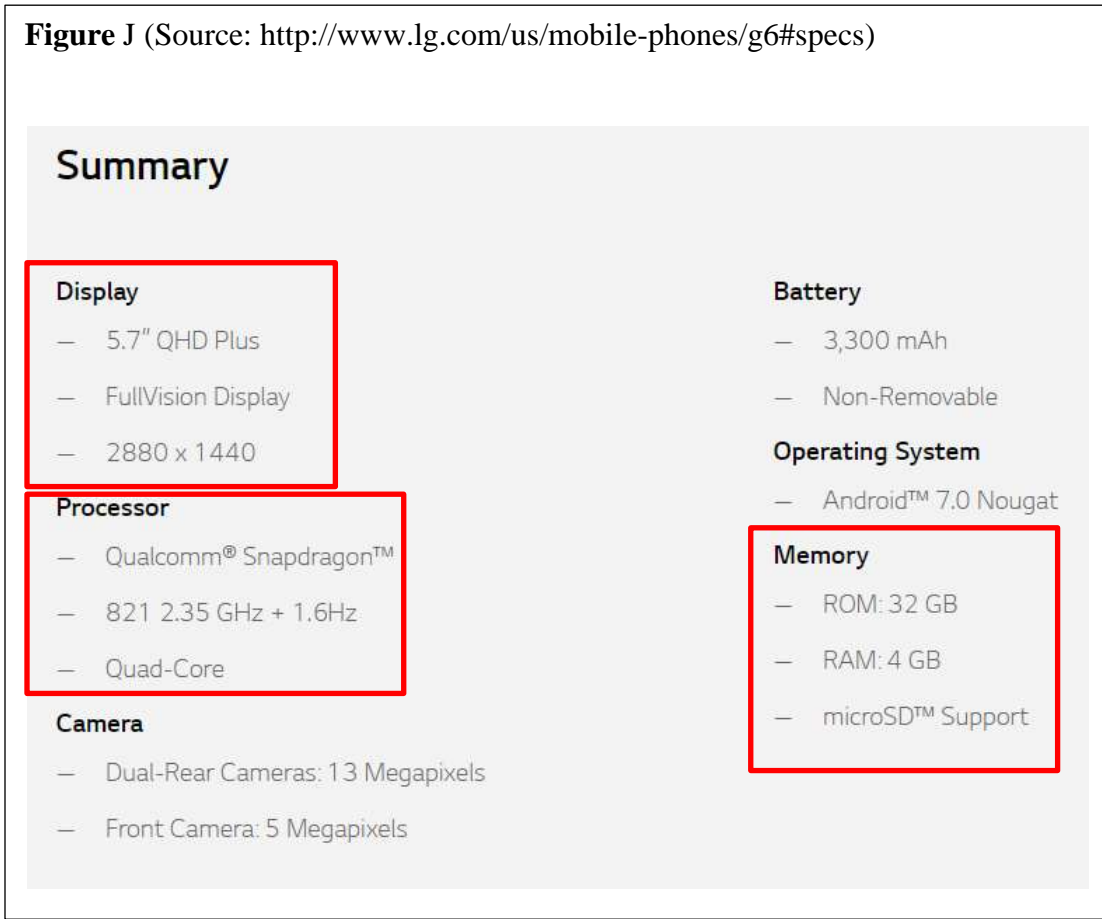 Figure J (Source: http://www.lg.com/us/mobile-phones/g6#specs)
Summary
Display
— 5.7" QHD Plus
— FullVision Display
— 2880 x 1440
Processor
— Qualcomm® Snapdragon™
— 821 2.35 GHz + 1.6Hz
— Quad-Core
Camera
— Dual-Rear Cameras: 13 Megapixels
— Front Camera: 5 Megapixels
Battery
— 3,300 mAh
— Non-Removable
Operating System
— Android™ 7.0 Nougat
Memory
— ROM: 32 GB
— RAM: 4 GB
— microSD™ Support